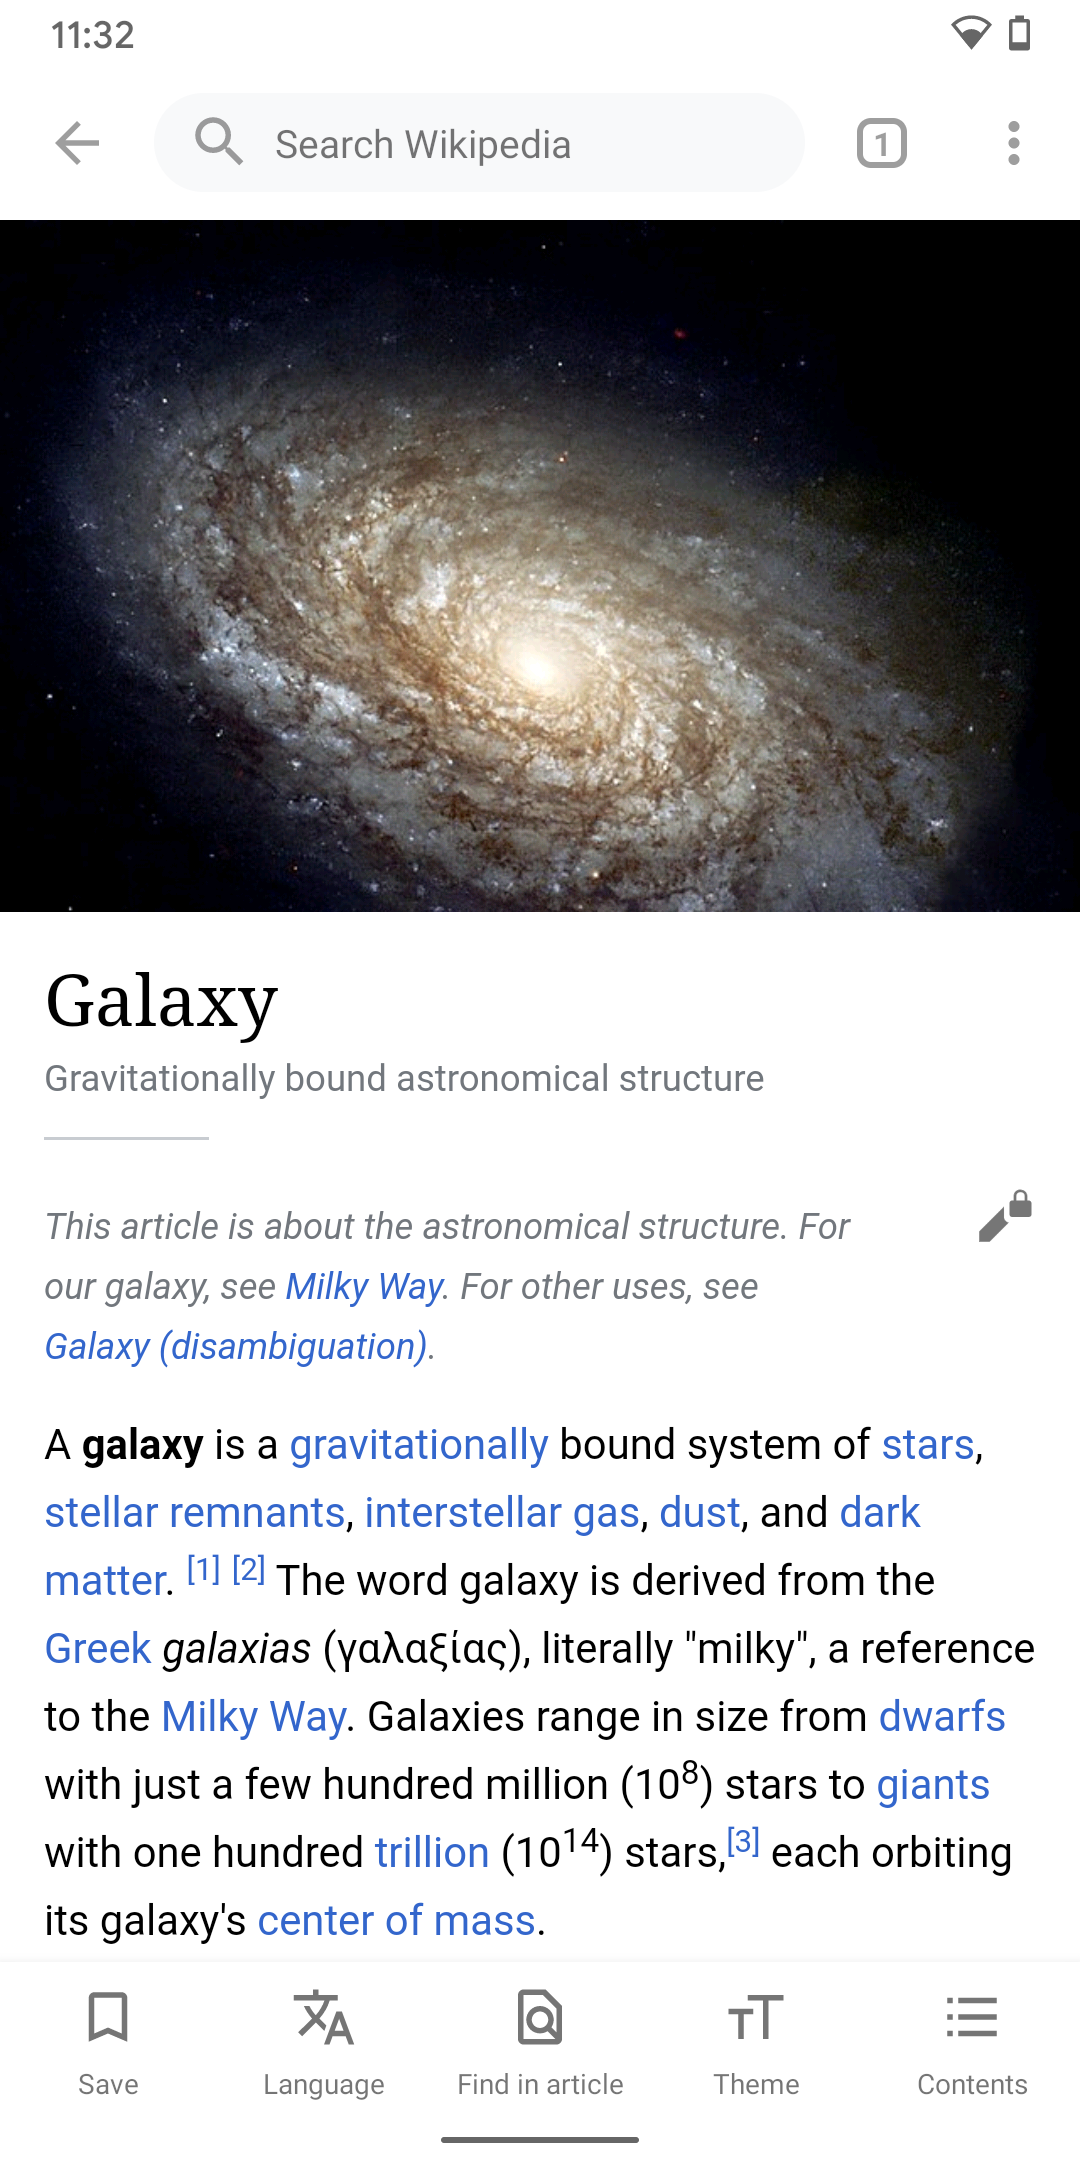 11:32
Search Wikipedia
1
Galaxy
Gravitationally bound astronomical structure
This article is about the astronomical structure. For
our galaxy, see Milky Way. For other uses, see
Galaxy (disambiguation).
A galaxy is a gravitationally bound system of stars,
stellar remnants, interstellar gas, dust, and dark
matter. [1] [2] The word galaxy is derived from the
Greek galaxias (γαλαξίας), literally "milky", a reference
to the Milky Way. Galaxies range in size from dwarfs
with just a few hundred million (10⁸) stars to giants
with one hundred trillion (10¹⁴) stars,[3] each orbiting
its galaxy's center of mass.
Save
Language
Find in article
Theme
Contents